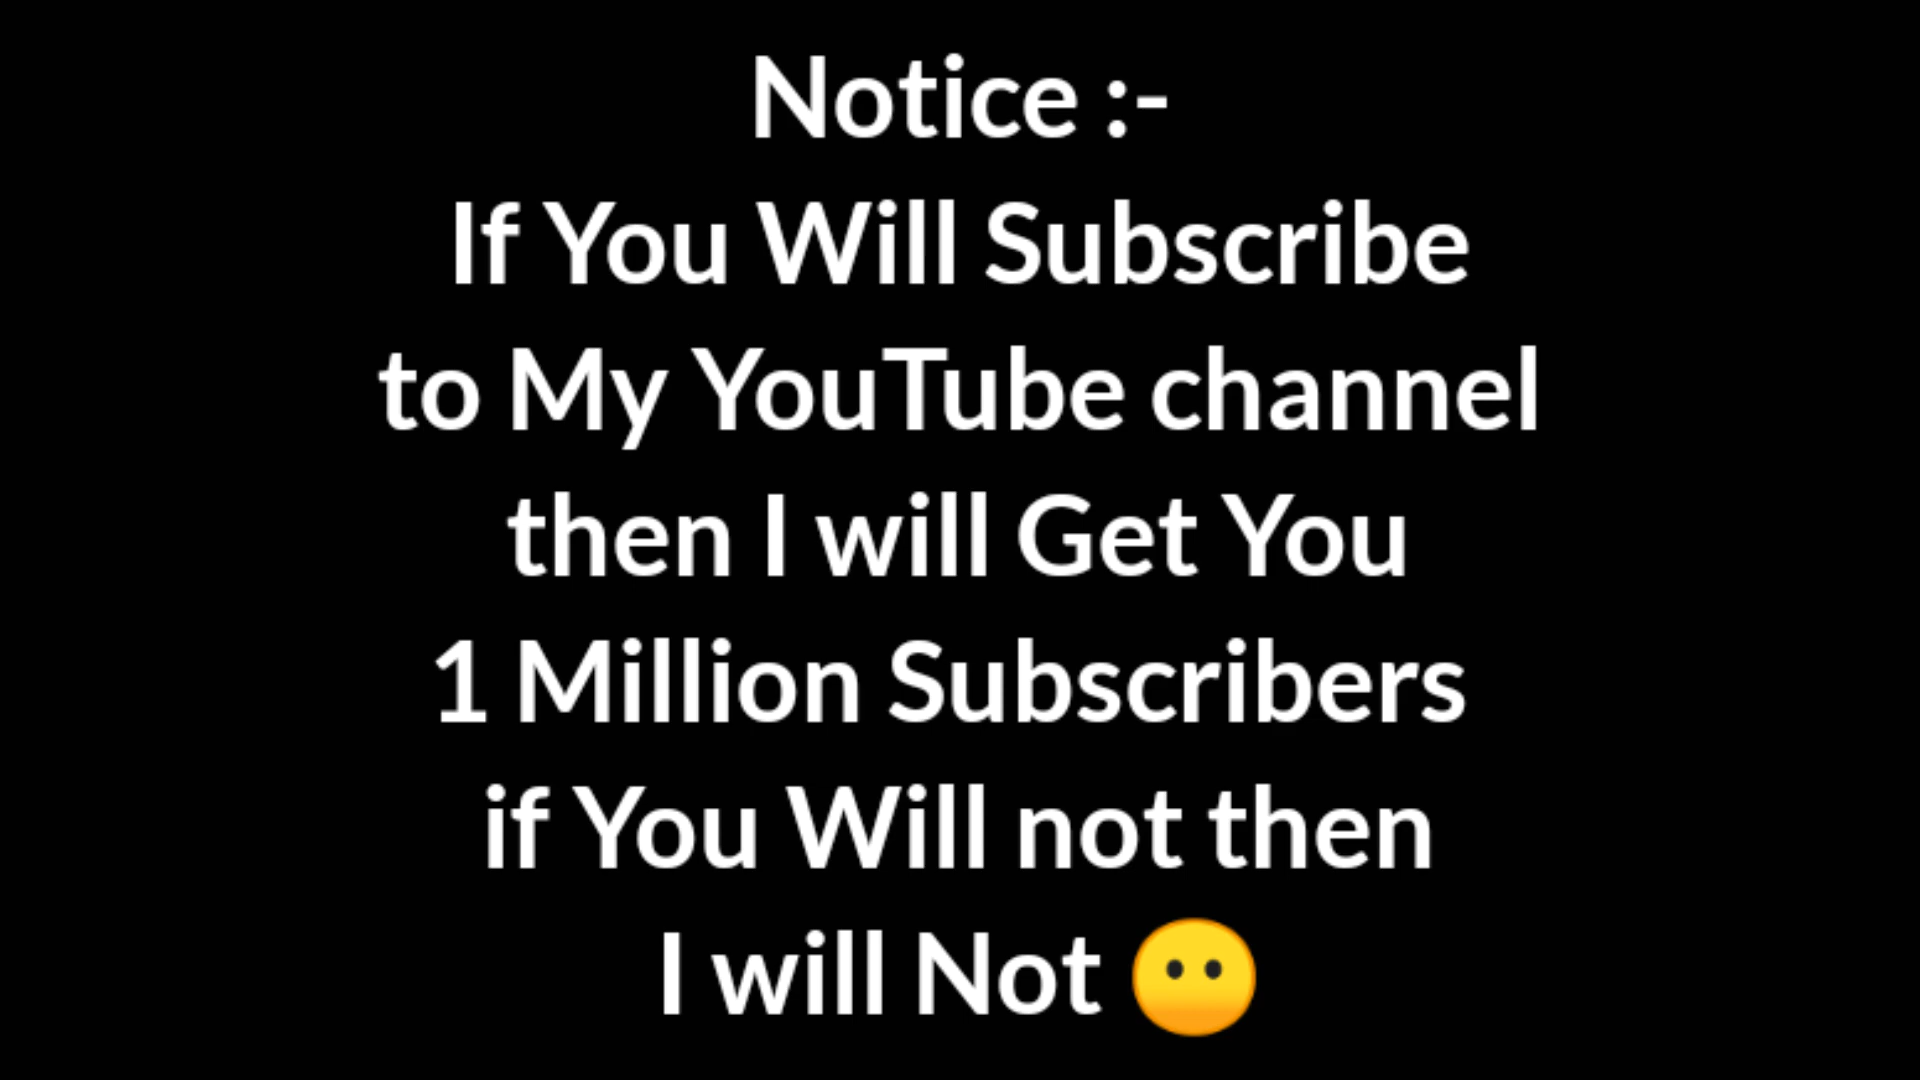 Notice :-
If You Will Subscribe
to My YouTube channel
then I will Get You
1 Million Subscribers
if You Will not then
I will Not 😶